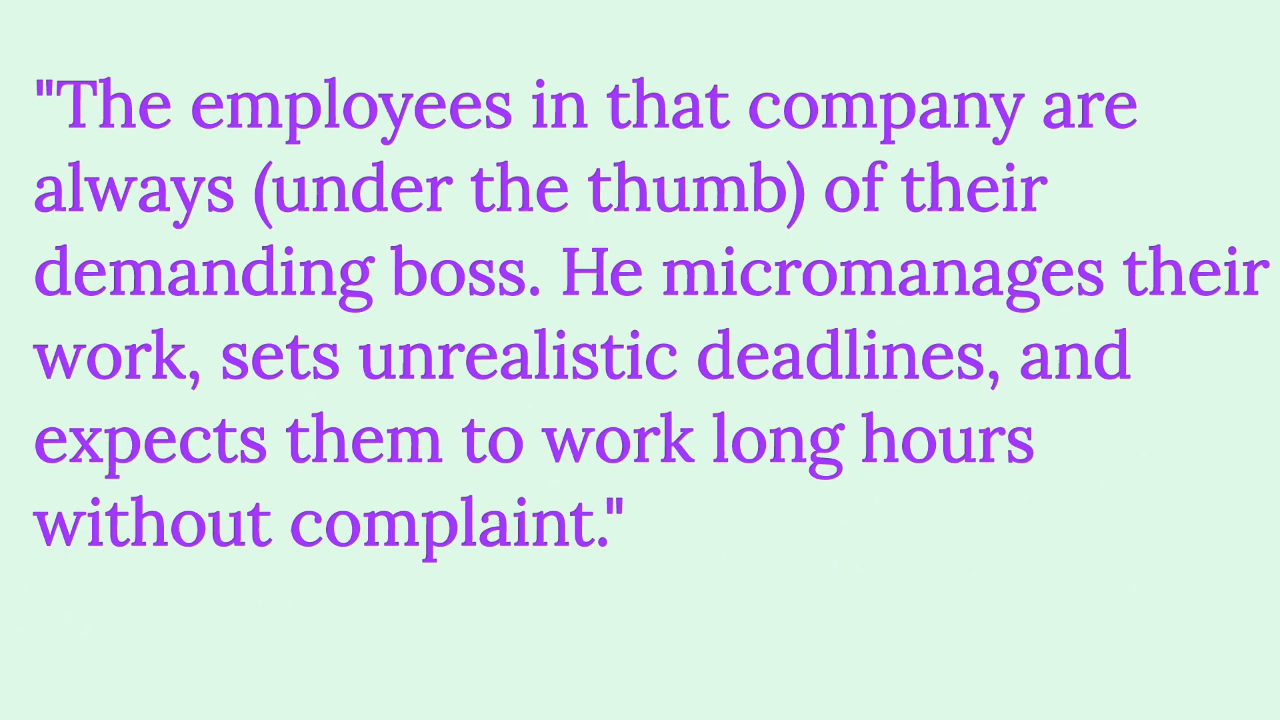 "The employees in that company are
always (under the thumb) of their
demanding boss. He micromanages their
work, sets unrealistic deadlines, and
expects them to work long hours
without complaint."